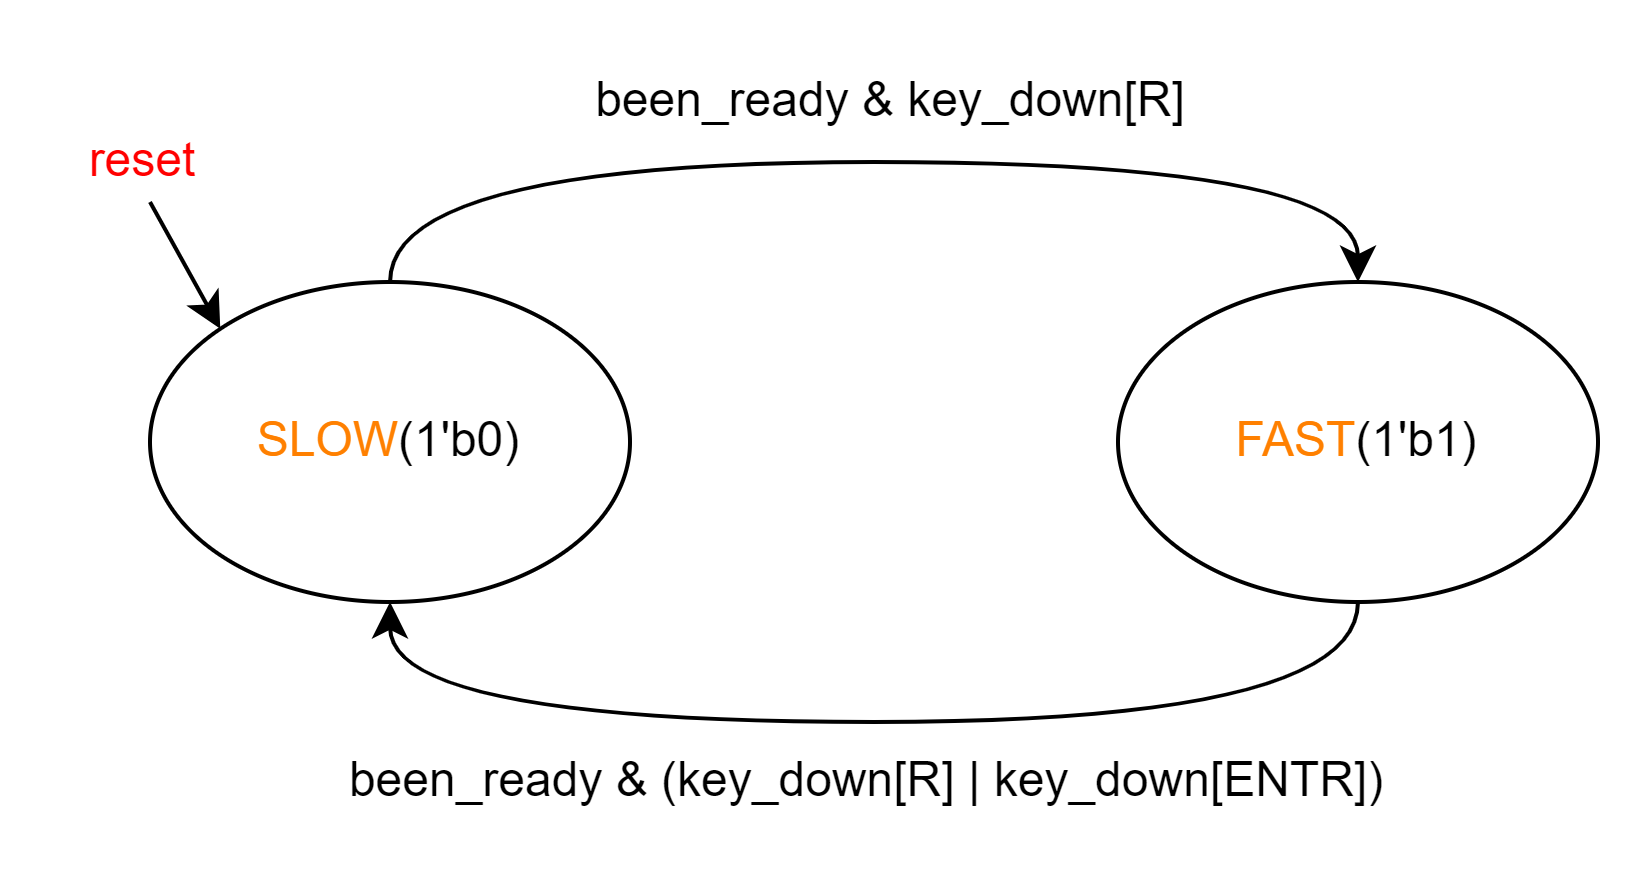 been_ready & key_down[R]
reset
SLOW(1'b0)
FAST(1'b1)
been_ready & (key_down[R] | key_down[ENTR])